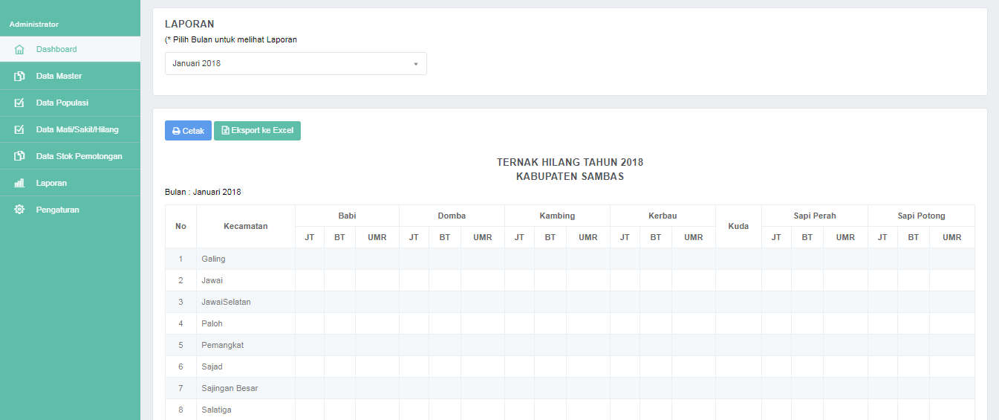 Administrator
Dashboard
Data Master
Data Populasi
Data Mati/Sakit/Hilang
Data Stok Pemotongan
Laporan
Pengaturan
LAPORAN
(* Pilih Bulan untuk melihat Laporan
Januari 2018
Cetak Eksport ke Excel
TERNAK HILANG TAHUN 2018
KABUPATEN SAMBAS
Bulan : Januari 2018
No Kecamatan Babi Domba Kambing Kerbau Kuda Sapi Perah Sapi Potong
JT BT UMR JT BT UMR JT BT UMR JT BT UMR JT BT UMR JT BT UMR
1 Galing
2 Jawai
3 JawaiSelatan
4 Paloh
5 Pemangkat
6 Sajad
7 Sajingan Besar
8 Salatiga